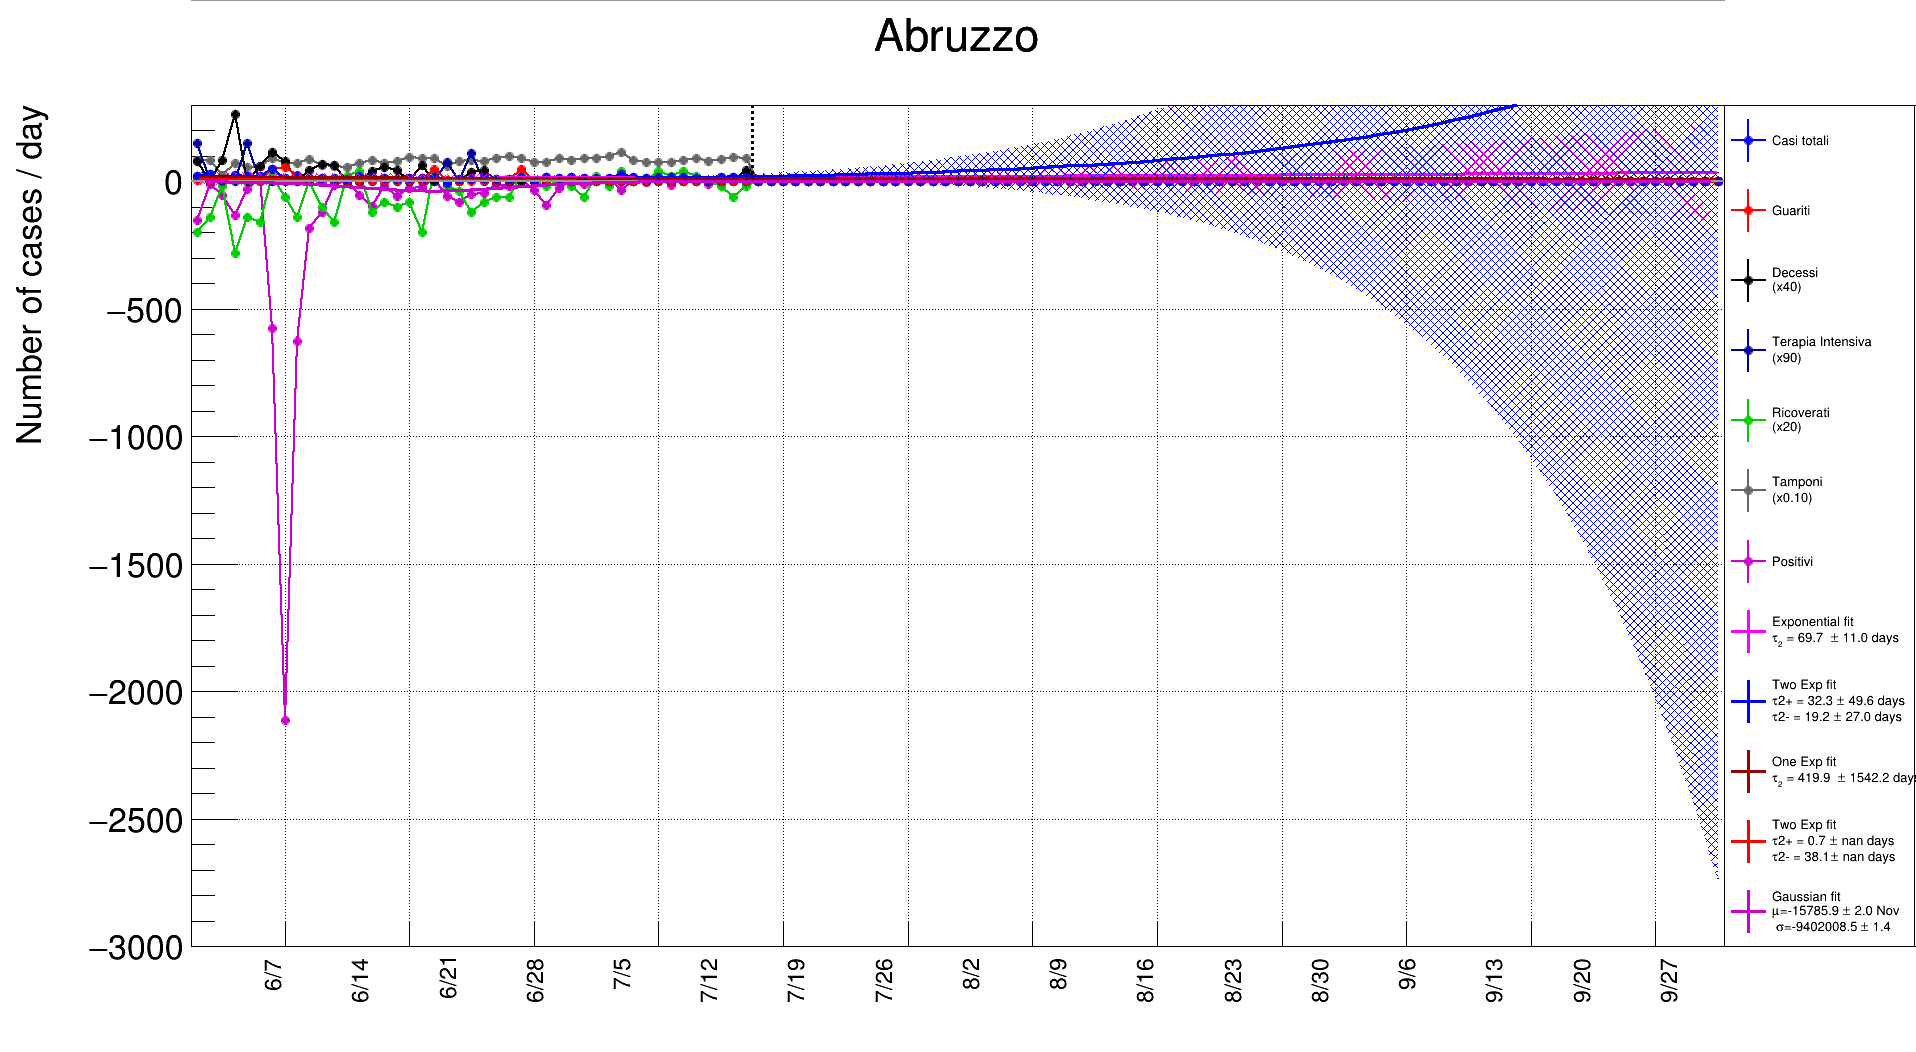 Abruzzo
Number of cases / day
0
−500
−1000
−1500
−2000
−2500
−3000
6/7
6/14
6/21
6/28
7/5
7/12
7/19
7/26
8/2
8/9
8/16
8/23
8/30
9/6
9/13
9/20
9/27
Casi totali
Guariti
Decessi
(x40)
Terapia Intensiva
(x90)
Ricoverati
(x20)
Tamponi
(x0.10)
Positivi
Exponential fit
τ2 = 69.7 ± 11.0 days
Two Exp fit
τ2+ = 32.3 ± 49.6 days
τ2- = 19.2 ± 27.0 days
One Exp fit
τ2 = 419.9 ± 1542.2 day
Two Exp fit
τ2+ = 0.7 ± nan days
τ2- = 38.1± nan days
Gaussian fit
μ=-15785.9 ± 2.0 Nov
σ=-9402008.5 ± 1.4